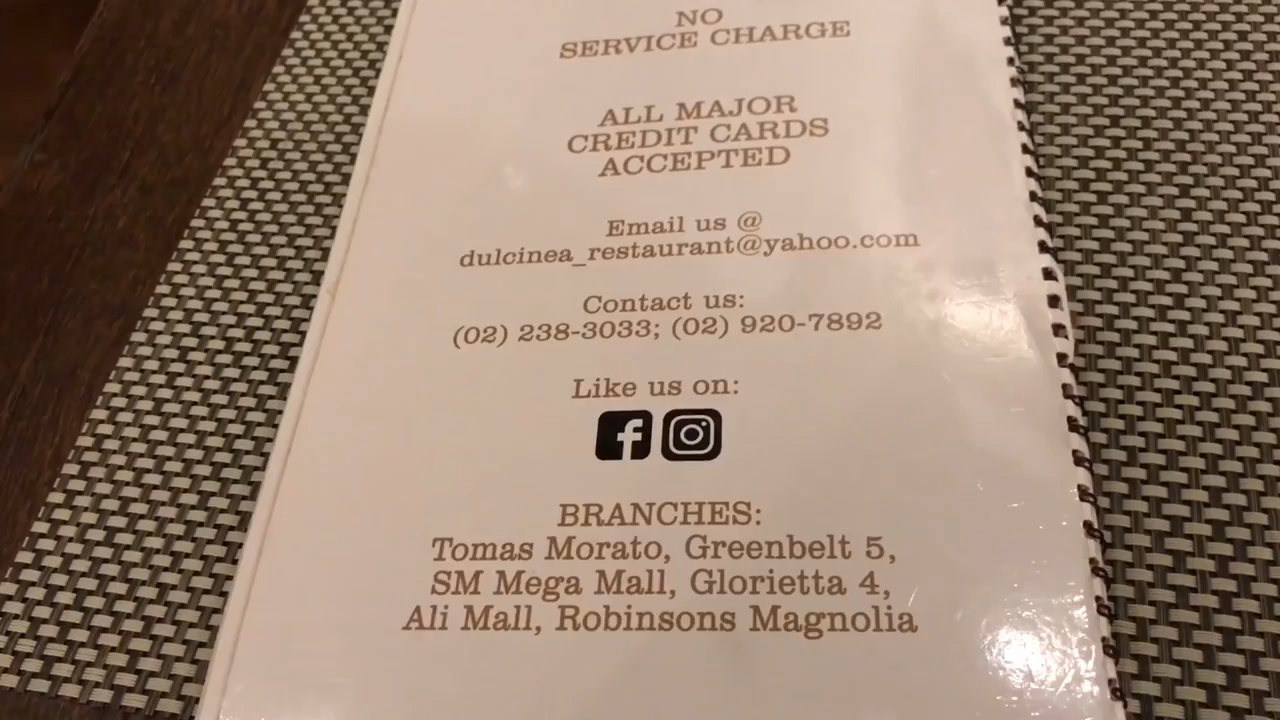 NO
SERVICE CHARGE
ALL MAJOR
CREDIT CARDS
ACCEPTED
Email us @
dulcinea_restaurant@yahoo.com
Contact us:
(02) 238-3033; (02) 920-7892
Like us on:
BRANCHES:
Tomas Morato, Greenbelt 5,
SM Mega Mall, Glorietta 4,
Ali Mall, Robinsons Magnolia